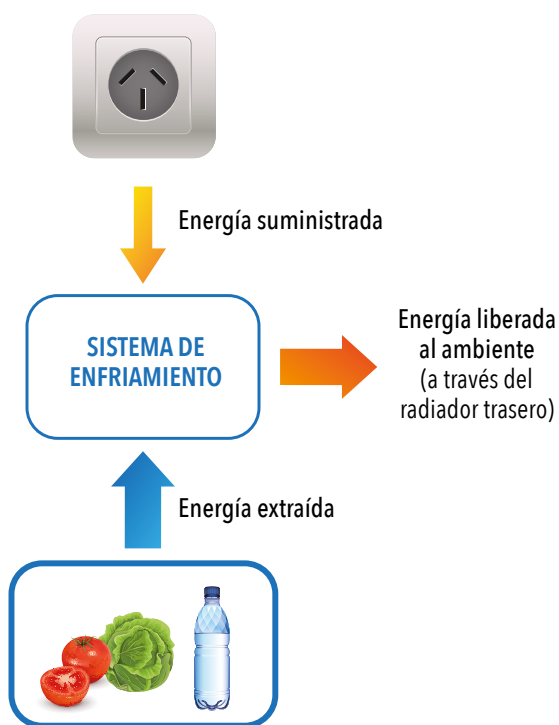 Energía suministrada
SISTEMA DE
ENFRIAMIENTO
Energía liberada
al ambiente
(a través del
radiador trasero)
Energía extraída